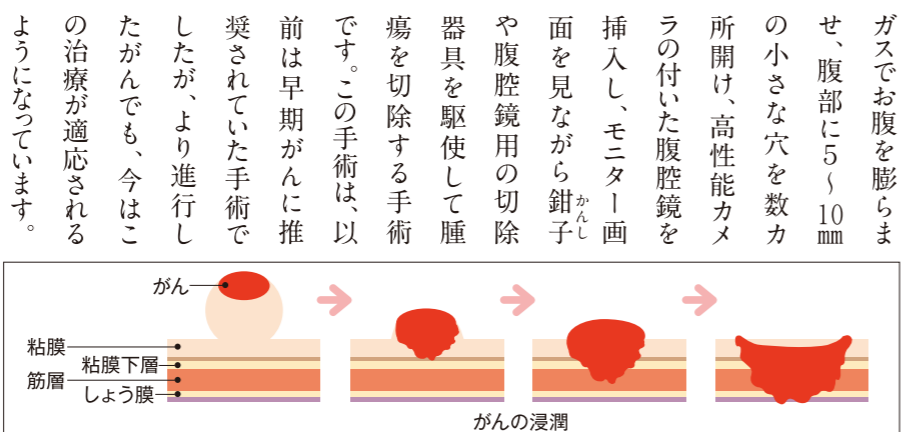 ガスでお腹を膨らま
せ、腹部に5〜10㎜
の小さな穴を数カ
所開け、高性能カメ
ラの付いた腹腔鏡を
挿入し、モニター画
面を見ながら鉗子
かんし
や腹腔鏡用の切除
器具を駆使して腫
瘍を切除する手術
です。この手術は、以
前は早期がんに推
奨されていた手術で
したが、より進行し
たがんでも、今はこ
の治療が適応される
ようになっています。
がん
粘膜
粘膜下層
筋層
しょう膜
がんの浸潤